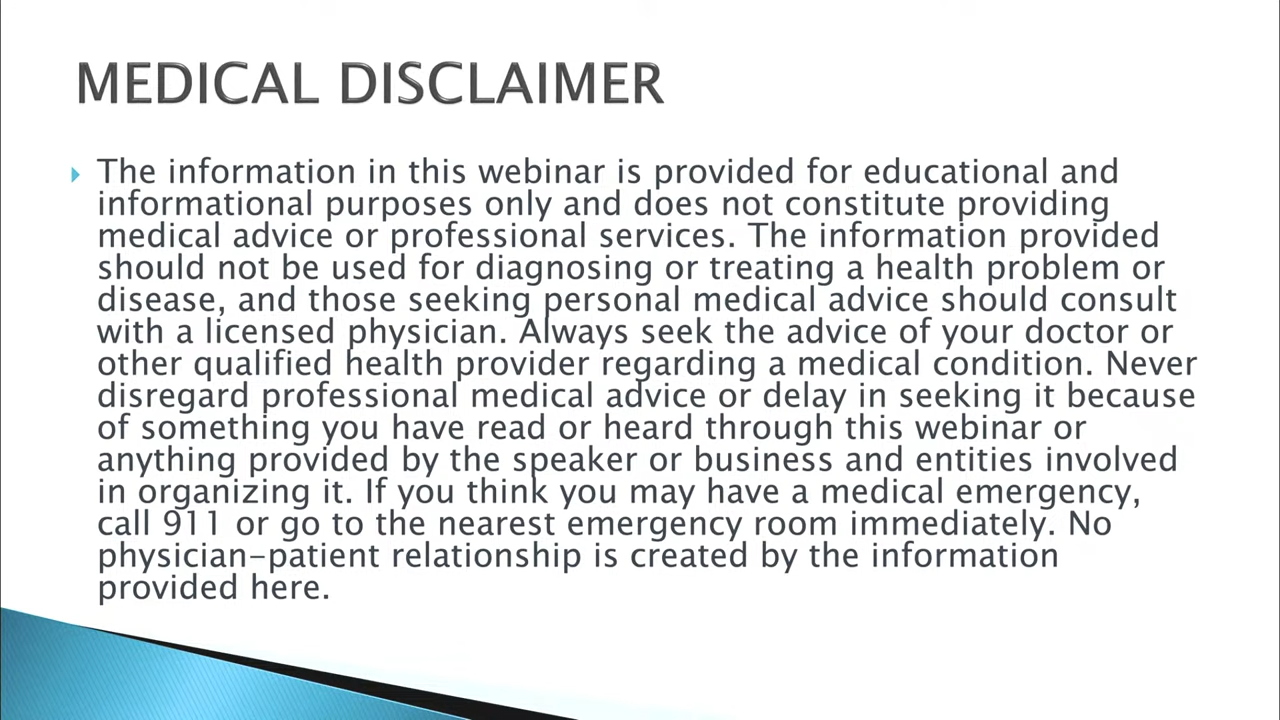 MEDICAL DISCLAIMER
The information in this webinar is provided for educational and
informational purposes only and does not constitute providing
medical advice or professional services. The information provided
should not be used for diagnosing or treating a health problem or
disease, and those seeking personal medical advice should consult
with a licensed physician. Always seek the advice of your doctor or
other qualified health provider regarding a medical condition. Never
disregard professional medical advice or delay in seeking it because
of something you have read or heard through this webinar or
anything provided by the speaker or business and entities involved
in organizing it. If you think you may have a medical emergency,
call 911 or go to the nearest emergency room immediately. No
physician-patient relationship is created by the information
provided here.